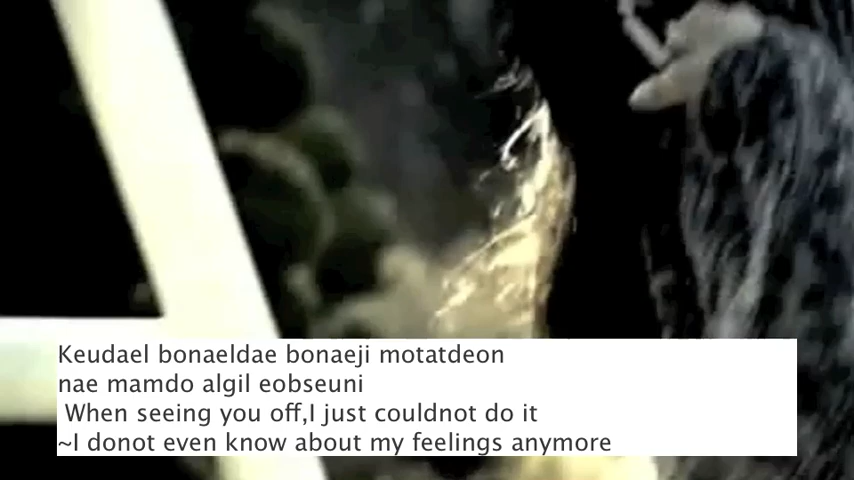 Keudael bonaeldae bonaeji motatdeon
nae mamdo algil eobseuni
When seeing you off,I just couldnot do it
~I donot even know about my feelings anymore